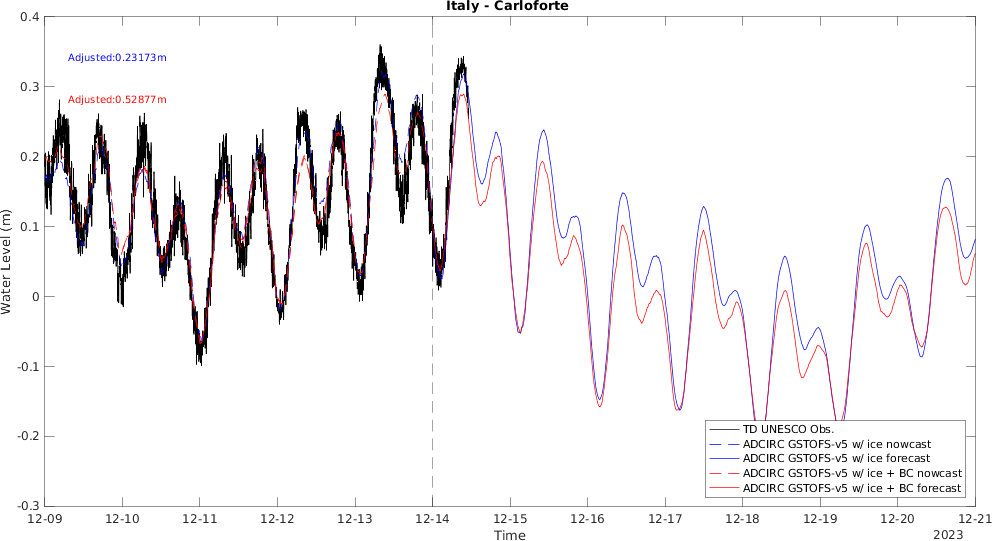 Italy - Carloforte
Adjusted:0.23173m
Adjusted:0.52877m
Water Level (m)
0.4
0.3
0.2
0.1
0
-0.1
-0.2
-0.3
TD UNESCO Obs.
ADCIRC GSTOFS-v5 w/ ice nowcast
ADCIRC GSTOFS-v5 w/ ice forecast
ADCIRC GSTOFS-v5 w/ ice + BC nowcast
ADCIRC GSTOFS-v5 w/ ice + BC forecast
12-09 12-10 12-11 12-12 12-13 12-14 12-15 12-16 12-17 12-18 12-19 12-20 12-21
Time
2023